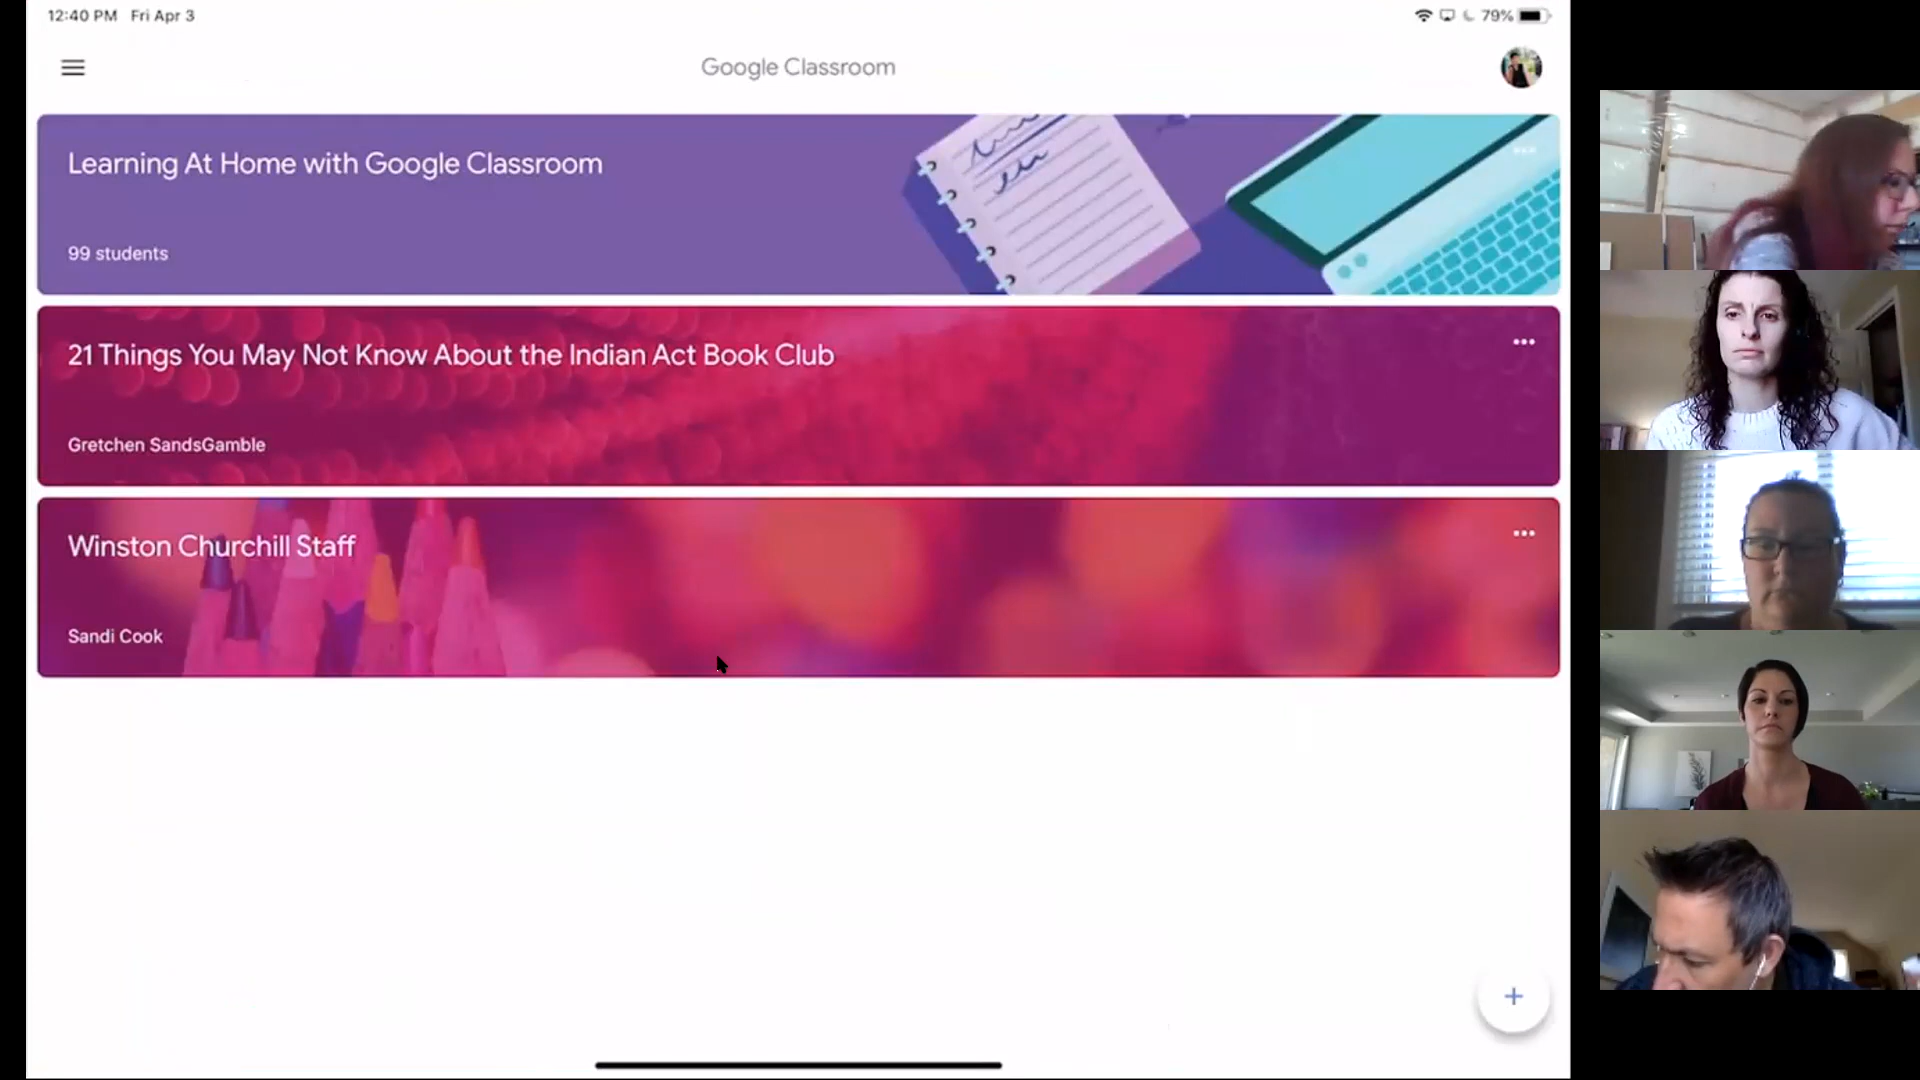 12:40 PM Fri Apr 3
79%
Google Classroom
Learning At Home with Google Classroom
99 students
21 Things You May Not Know About the Indian Act Book Club
Gretchen SandsGamble
Winston Churchill Staff
Sandi Cook